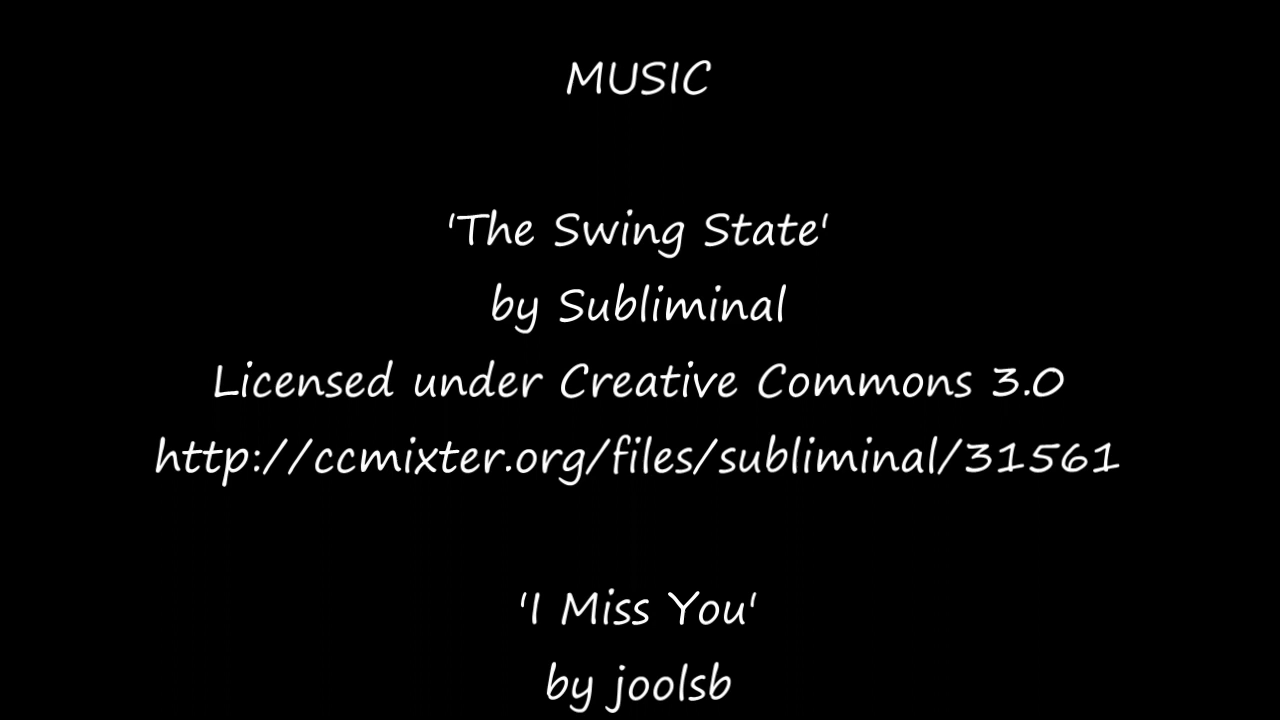 MUSIC
'The Swing State'
by Subliminal
Licensed under Creative Commons 3.0
http://ccmixter.org/files/subliminal/31561
'I Miss You'
by joolsb